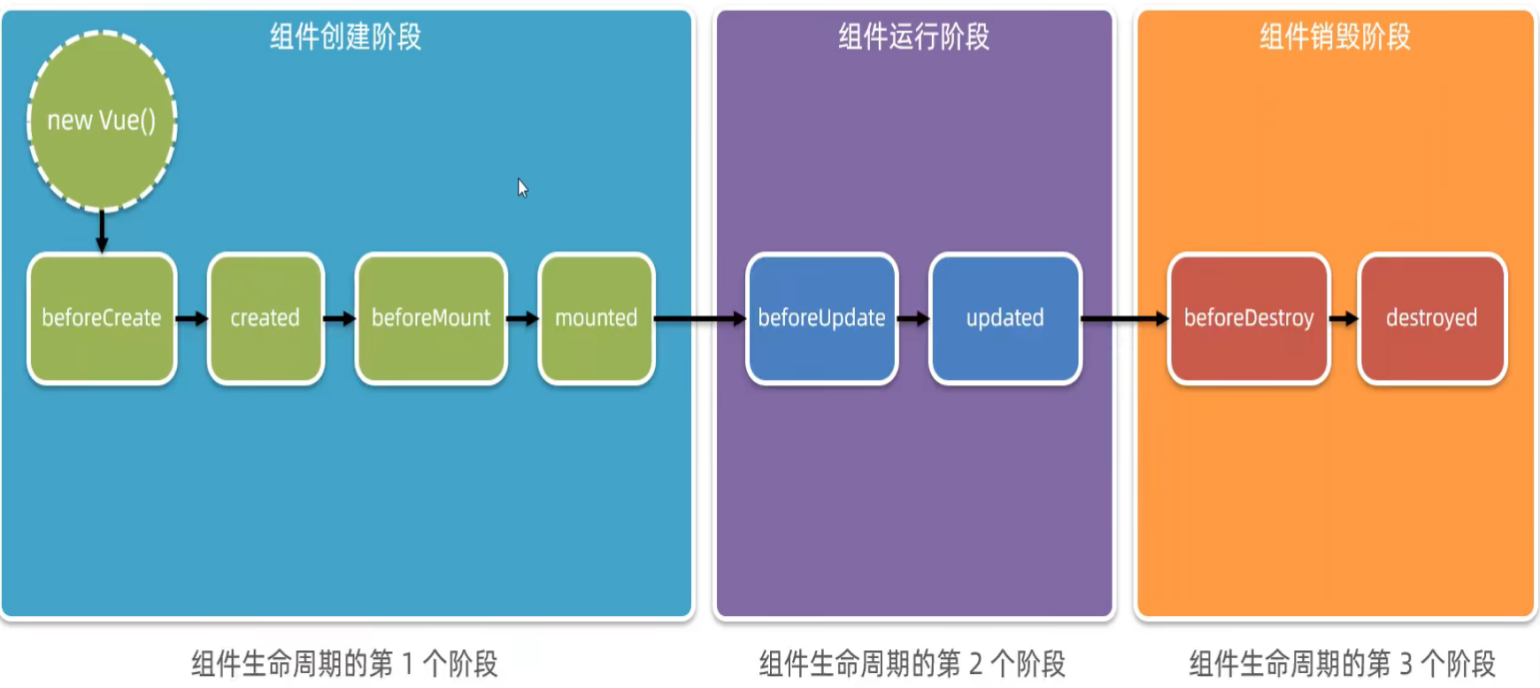 组件创建阶段
组件运行阶段
组件销毁阶段
new Vue()
beforeCreate
created
beforeMount
mounted
beforeUpdate
updated
beforeDestroy
destroyed
组件生命周期的第 1 个阶段
组件生命周期的第 2 个阶段
组件生命周期的第 3 个阶段